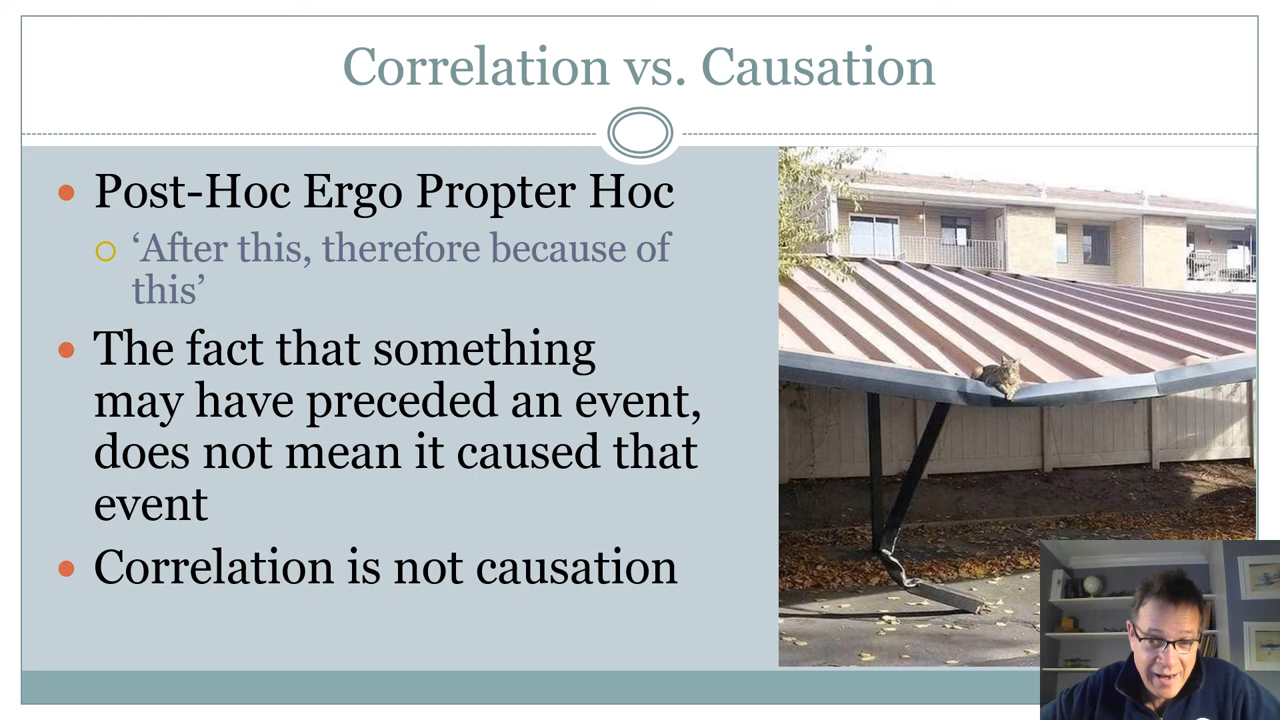 Correlation vs. Causation
Post-Hoc Ergo Propter Hoc
‘After this, therefore because of
this’
The fact that something
may have preceded an event,
does not mean it caused that
event
Correlation is not causation